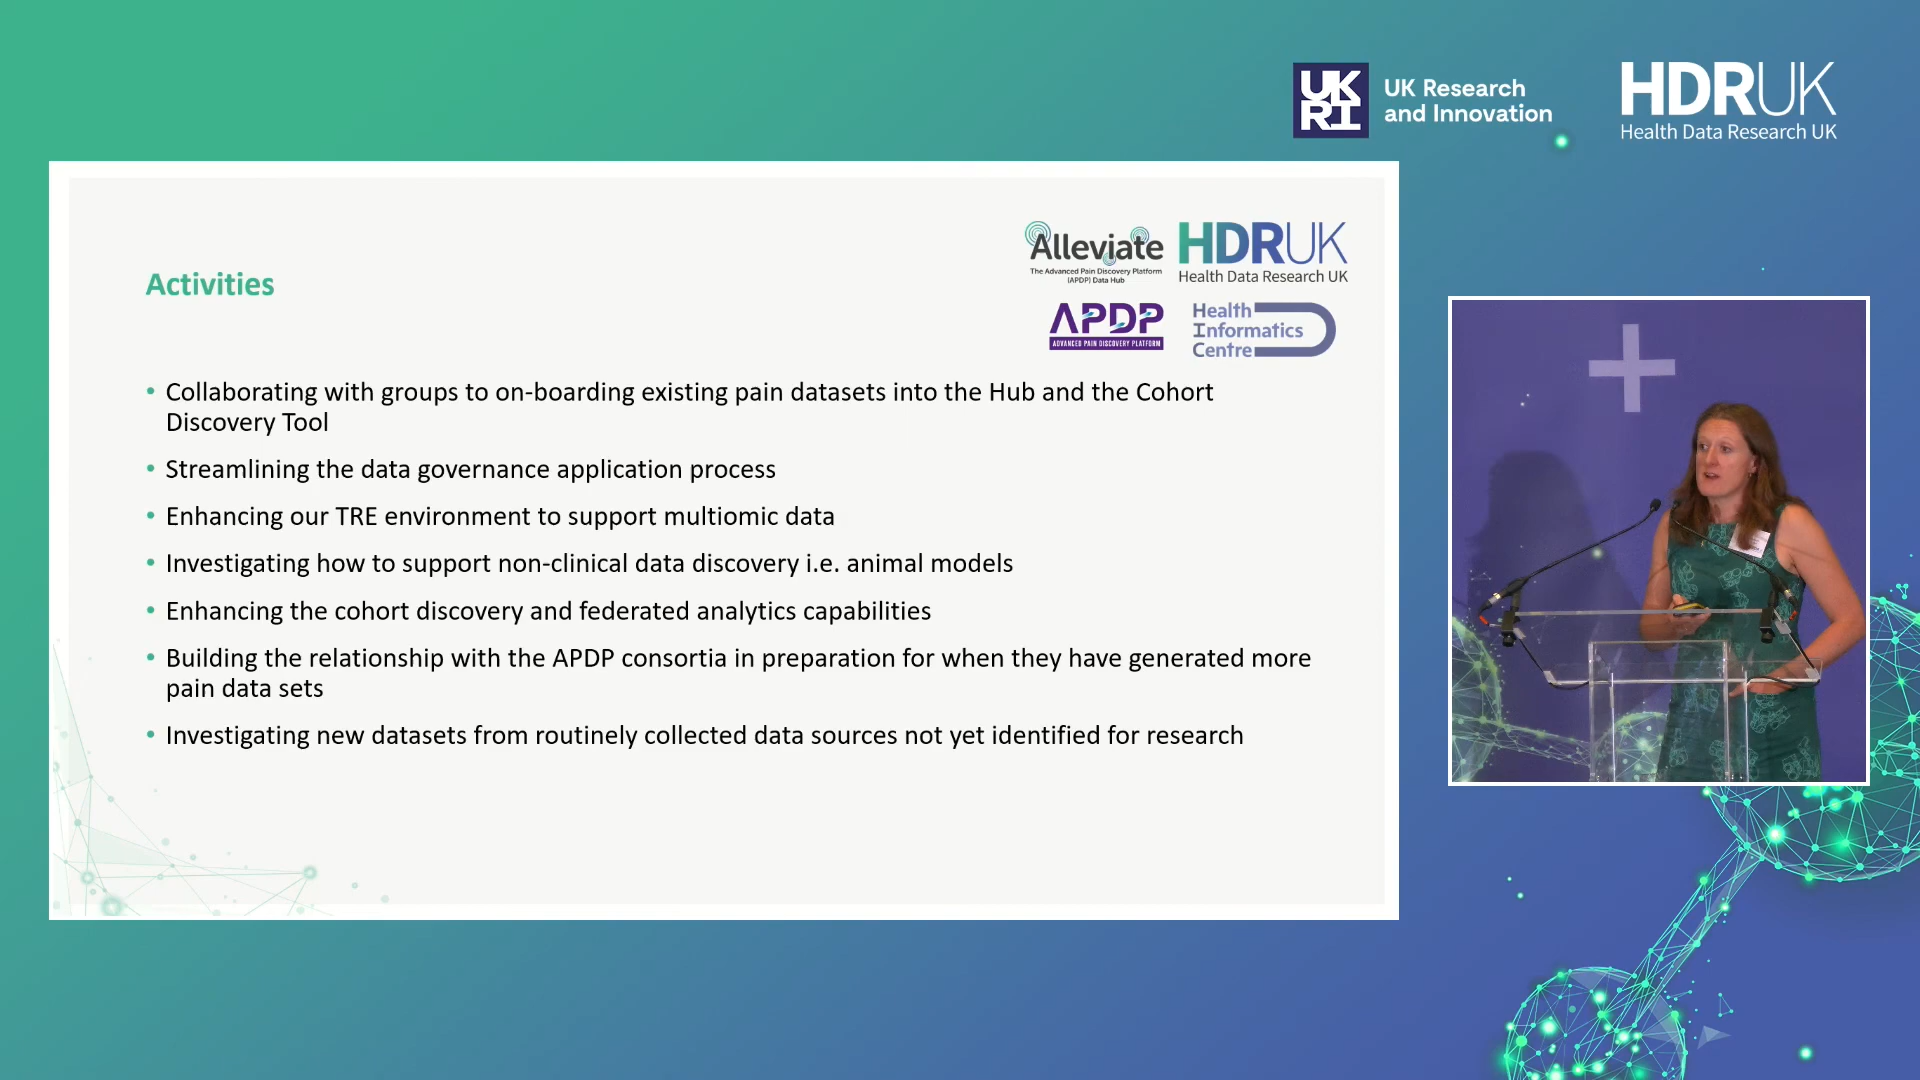 UK
RI
UK Research
and Innovation
HDRUK
Health Data Research UK
Alleviate
The Advanced Pain Discovery Platform
(APDP) Data Hub
HDRUK
Health Data Research UK
APDP
ADVANCED PAIN DISCOVERY PLATFORM
Health
Informatics
Centre
Activities
• Collaborating with groups to on-boarding existing pain datasets into the Hub and the Cohort
Discovery Tool
• Streamlining the data governance application process
• Enhancing our TRE environment to support multiomic data
• Investigating how to support non-clinical data discovery i.e. animal models
• Enhancing the cohort discovery and federated analytics capabilities
• Building the relationship with the APDP consortia in preparation for when they have generated more
pain data sets
• Investigating new datasets from routinely collected data sources not yet identified for research